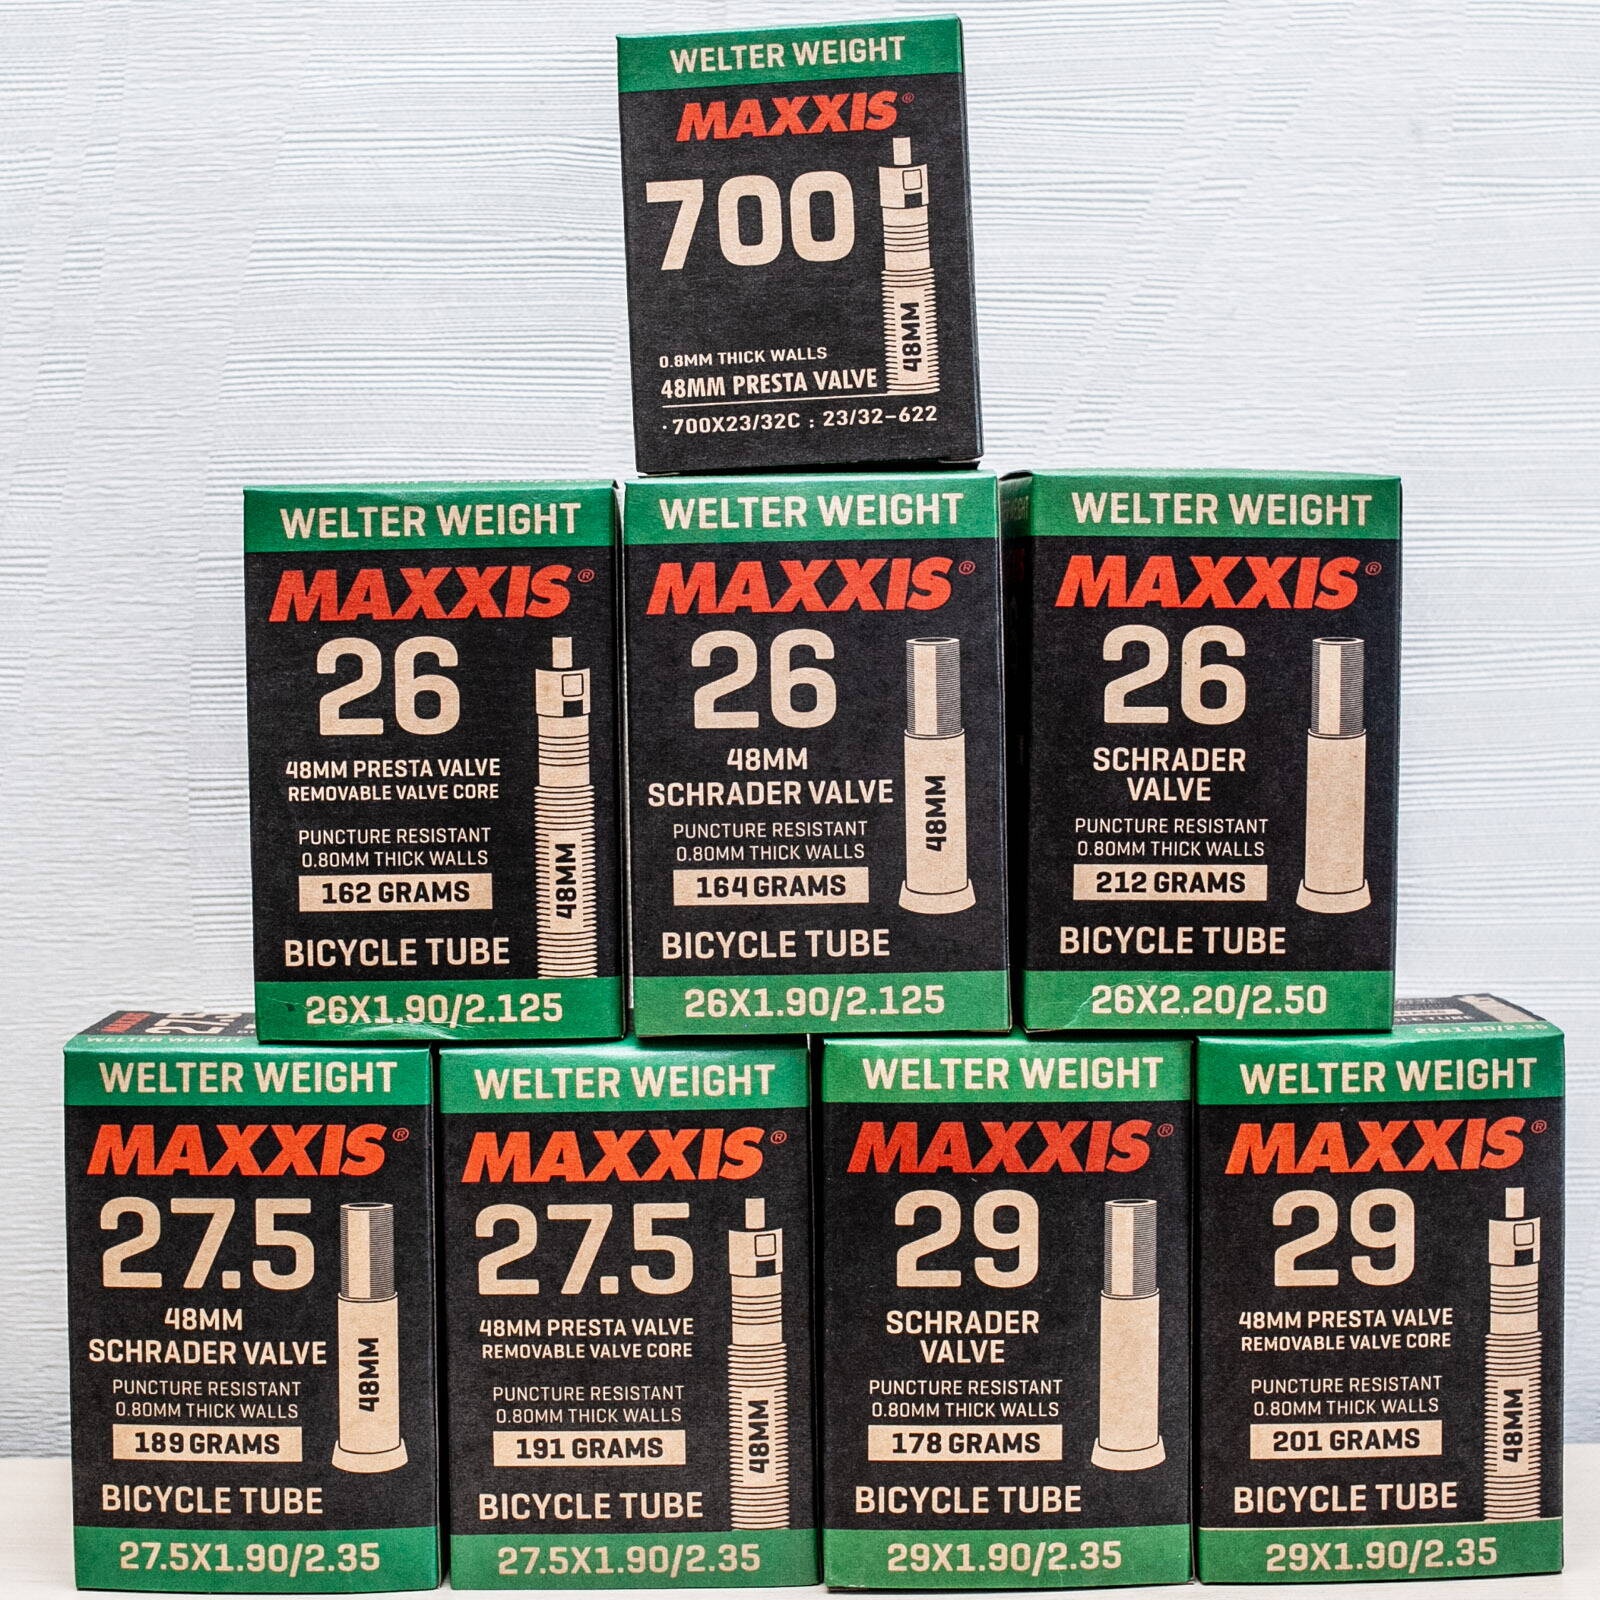 WELTER WEIGHT
MAXXIS®
700
48MM
0.8MM THICK WALLS
48MM PRESTA VALVE
·700X23/32C : 23/32-622
WELTER WEIGHT
MAXXIS®
26
48MM PRESTA VALVE
REMOVABLE VALVE CORE
PUNCTURE RESISTANT
0.80MM THICK WALLS
162 GRAMS
48MM
BICYCLE TUBE
26X1.90/2.125
WELTER WEIGHT
MAXXIS®
26
48MM
SCHRADER VALVE
PUNCTURE RESISTANT
0.80MM THICK WALLS
164 GRAMS
48MM
BICYCLE TUBE
26X1.90/2.125
WELTER WEIGHT
MAXXIS®
26
SCHRADER
VALVE
PUNCTURE RESISTANT
0.80MM THICK WALLS
212 GRAMS
BICYCLE TUBE
26X2.20/2.50
MAXXIS 27.5
WELTER WEIGHT
WELTER WEIGHT
MAXXIS®
27.5
48MM
SCHRADER VALVE
PUNCTURE RESISTANT
0.80MM THICK WALLS
189 GRAMS
48MM
BICYCLE TUBE
27.5X1.90/2.35
WELTER WEIGHT
MAXXIS®
27.5
48MM PRESTA VALVE
REMOVABLE VALVE CORE
PUNCTURE RESISTANT
0.80MM THICK WALLS
191 GRAMS
48MM
BICYCLE TUBE
27.5X1.90/2.35
WELTER WEIGHT
MAXXIS®
29
SCHRADER
VALVE
PUNCTURE RESISTANT
0.80MM THICK WALLS
178 GRAMS
BICYCLE TUBE
29X1.90/2.35
29x1.90/2.35
WELTER WEIGHT
MAXXIS®
29
48MM PRESTA VALVE
REMOVABLE VALVE CORE
PUNCTURE RESISTANT
0.80MM THICK WALLS
201 GRAMS
48MM
BICYCLE TUBE
29X1.90/2.35